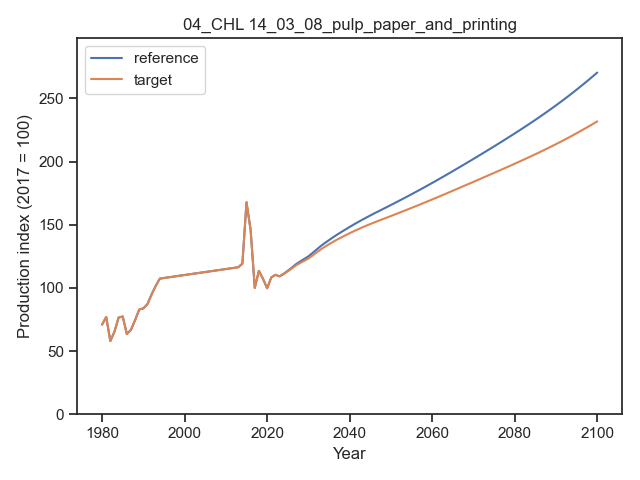 04_CHL 14_03_08_pulp_paper_and_printing
reference
target
Production index (2017 = 100)
250
200
150
100
50
0
1980
2000
2020
2040
2060
2080
2100
Year